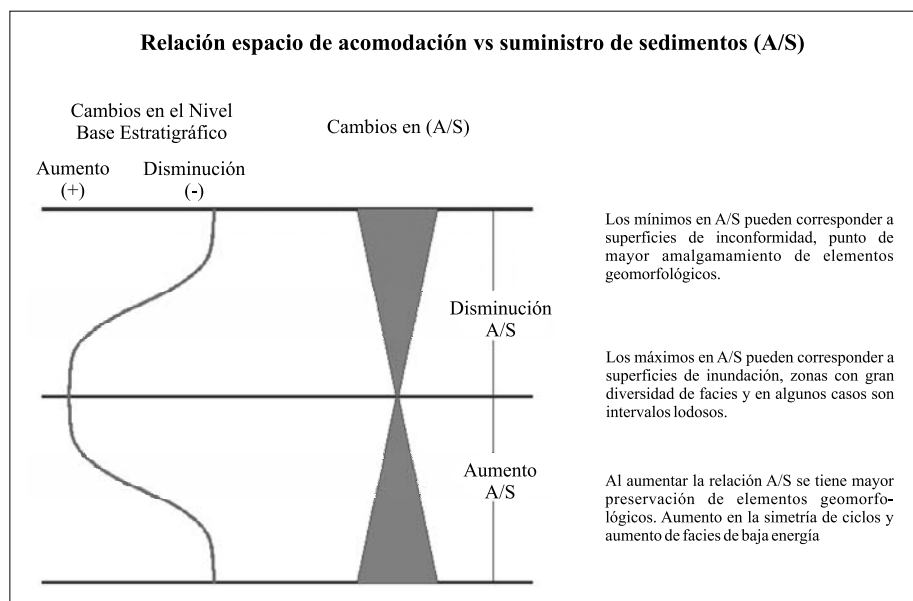 Relación espacio de acomodación vs suministro de sedimentos (A/S)
Cambios en el Nivel
Base Estratigráfico
Cambios en (A/S)
Aumento
(+)
Disminución
(-)
Los mínimos en A/S pueden corresponder a
superficies de inconformidad, punto de
mayor amalgamamiento de elementos
geomorfológicos.
Disminución
A/S
Los máximos en A/S pueden corresponder a
superficies de inundación, zonas con gran
diversidad de facies y en algunos casos son
intervalos lodosos.
Aumento
A/S
Al aumentar la relación A/S se tiene mayor
preservación de elementos geomorfo-
lógicos. Aumento en la simetría de ciclos y
aumento de facies de baja energía